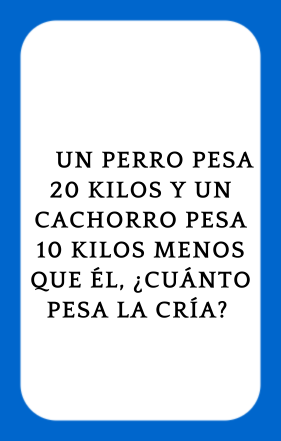 UN PERRO PESA
20 KILOS Y UN
CACHORRO PESA
10 KILOS MENOS
QUE ÉL, ¿CUÁNTO
PESA LA CRÍA?